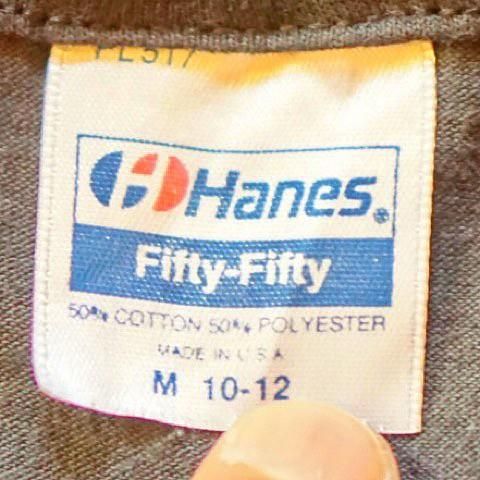 Hanes®
Fifty-Fifty
50% COTTON 50% POLYESTER
MADE IN U.S.A.
M 10-12